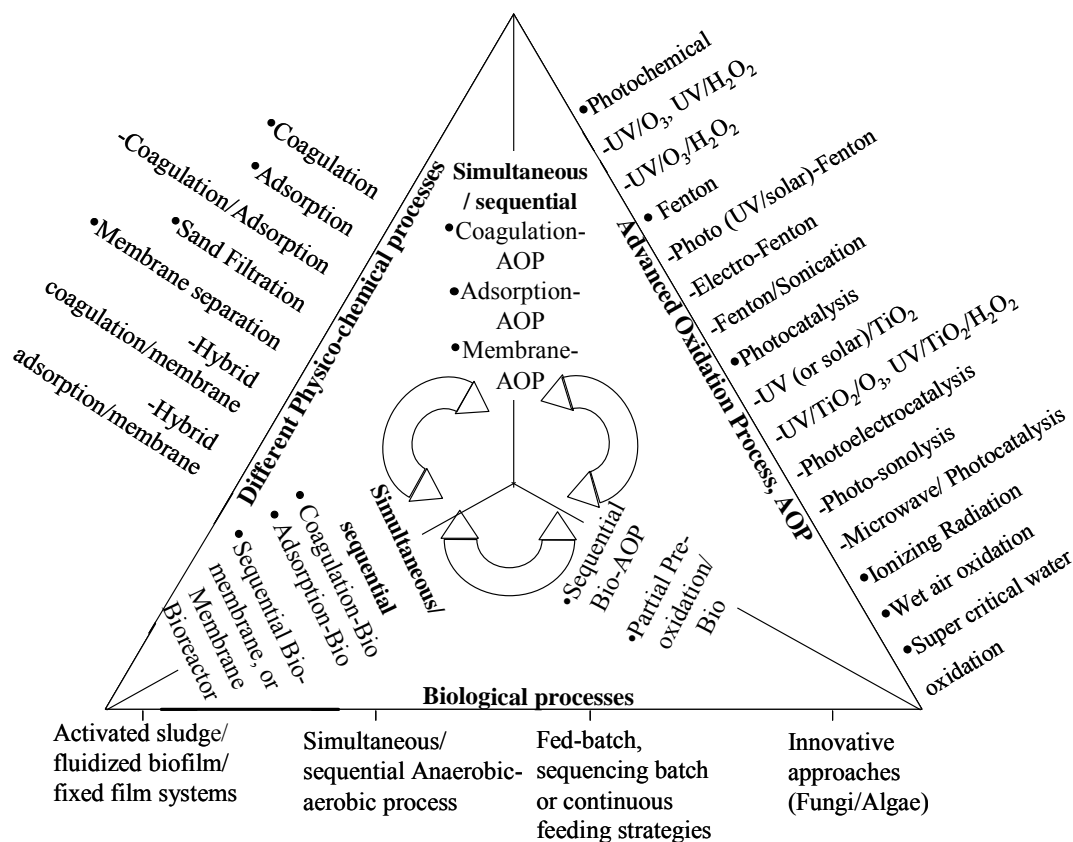 •Coagulation
-Coagulation/Adsorption
•Adsorption
•Sand Filtration
•Membrane separation
-Hybrid
coagulation/membrane
-Hybrid
adsorption/membrane
Different Physico-chemical processes
Simultaneous
/ sequential
•Coagulation-
AOP
•Adsorption-
AOP
•Membrane-
AOP
•Photochemical
-UV/O₃, UV/H₂O₂
-UV/O₃/H₂O₂
• Fenton
-Photo (UV/solar)-Fenton
-Electro-Fenton
-Fenton/Sonication
•Photocatalysis
-UV (or solar)/TiO₂
-UV/TiO₂/O₃, UV/TiO₂/H₂O₂
-Photoelectrocatalysis
-Photo-sonolysis
-Microwave/ Photocatalysis
•Ionizing Radiation
•Wet air oxidation
•Super critical water
oxidation
Advanced Oxidation Process, AOP
Simultaneous/
sequential
•Coagulation-Bio
•Adsorption-Bio
•Sequential Bio-
membrane, or
Membrane
Bioreactor
•Sequential
Bio-AOP
•Partial Pre-
oxidation/
Bio
Biological processes
Activated sludge/
fluidized biofilm/
fixed film systems
Simultaneous/
sequential Anaerobic-
aerobic process
Fed-batch,
sequencing batch
or continuous
feeding strategies
Innovative
approaches
(Fungi/Algae)